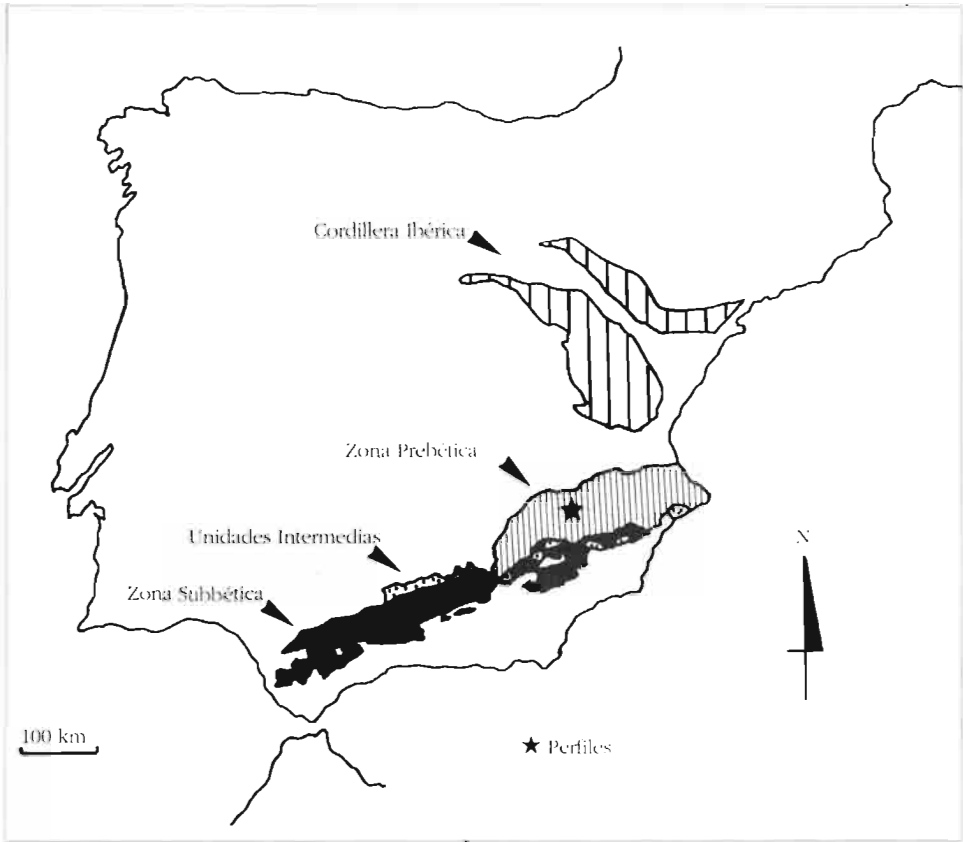 Cordillera Ibérica
Zona Prebética
Unidades Intermedias
Zona Subbética
N
100 km
Perfiles